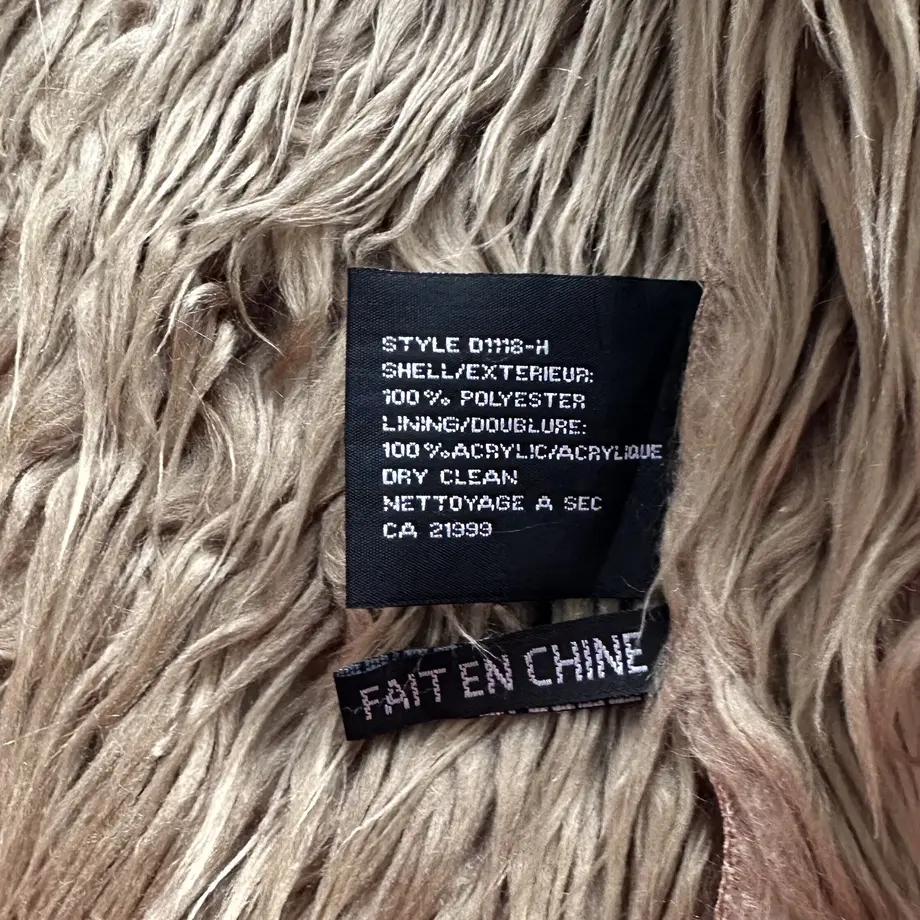 STYLE D1118-H
SHELL/EXTERIEUR:
100% POLYESTER
LINING/DOUBLURE:
100%ACRYLIC/ACRYLIQUE
DRY CLEAN
NETTOYAGE A SEC
CA 21999
FAIT EN CHINE